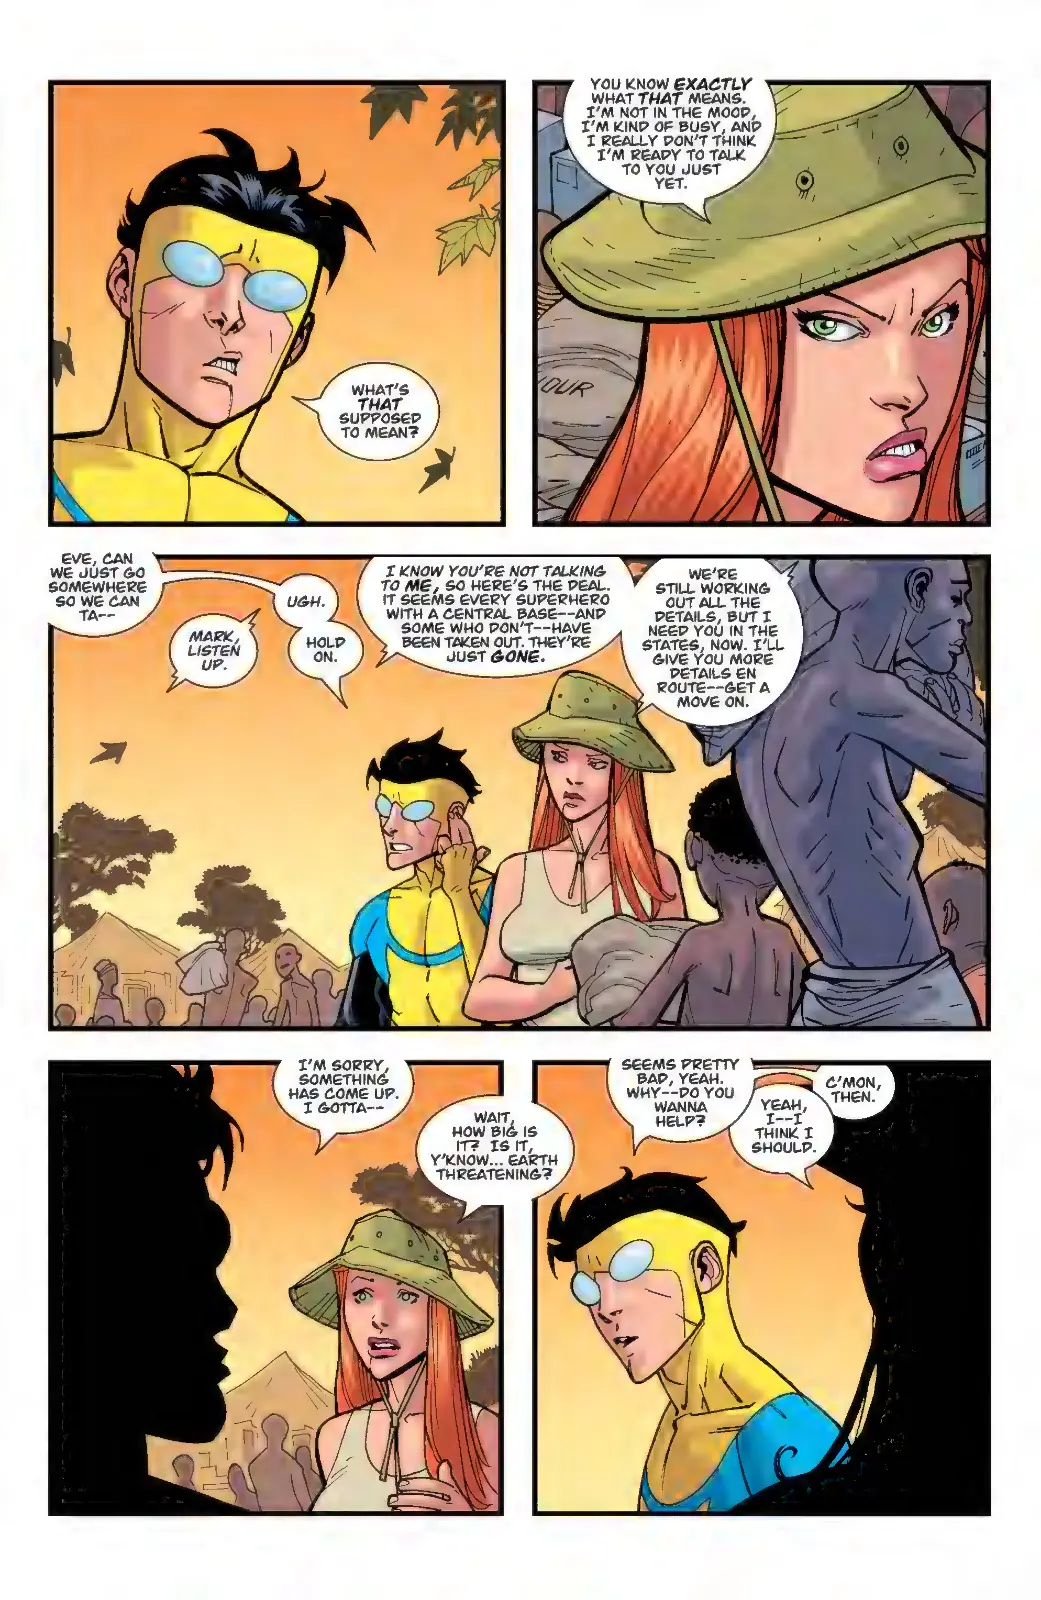 WHAT'S
THAT
SUPPOSED
TO MEAN?
YOU KNOW EXACTLY
WHAT THAT MEANS.
I'M NOT IN THE MOOD,
I'M KIND OF BUSY, AND
I REALLY DON'T THINK
I'M READY TO TALK
TO YOU JUST
YET.
OUR
EVE, CAN
WE JUST GO
SOMEWHERE
SO WE CAN
TA--
MARK,
LISTEN
UP.
UGH.
HOLD
ON.
I KNOW YOU'RE NOT TALKING
TO ME, SO HERE'S THE DEAL.
IT SEEMS EVERY SUPERHERO
WITH A CENTRAL BASE--AND
SOME WHO DON'T--HAVE
BEEN TAKEN OUT. THEY'RE
JUST GONE.
WE'RE
STILL WORKING
OUT ALL THE
DETAILS, BUT I
NEED YOU IN THE
STATES, NOW. I'LL
GIVE YOU MORE
DETAILS EN
ROUTE--GET A
MOVE ON.
I'M SORRY,
SOMETHING
HAS COME UP.
I GOTTA--
WAIT,
HOW BIG IS
IT? IS IT,
Y'KNOW... EARTH
THREATENING?
SEEMS PRETTY
BAD, YEAH.
WHY--DO YOU
WANNA
HELP?
YEAH,
I--I
THINK I
SHOULD.
C'MON,
THEN.